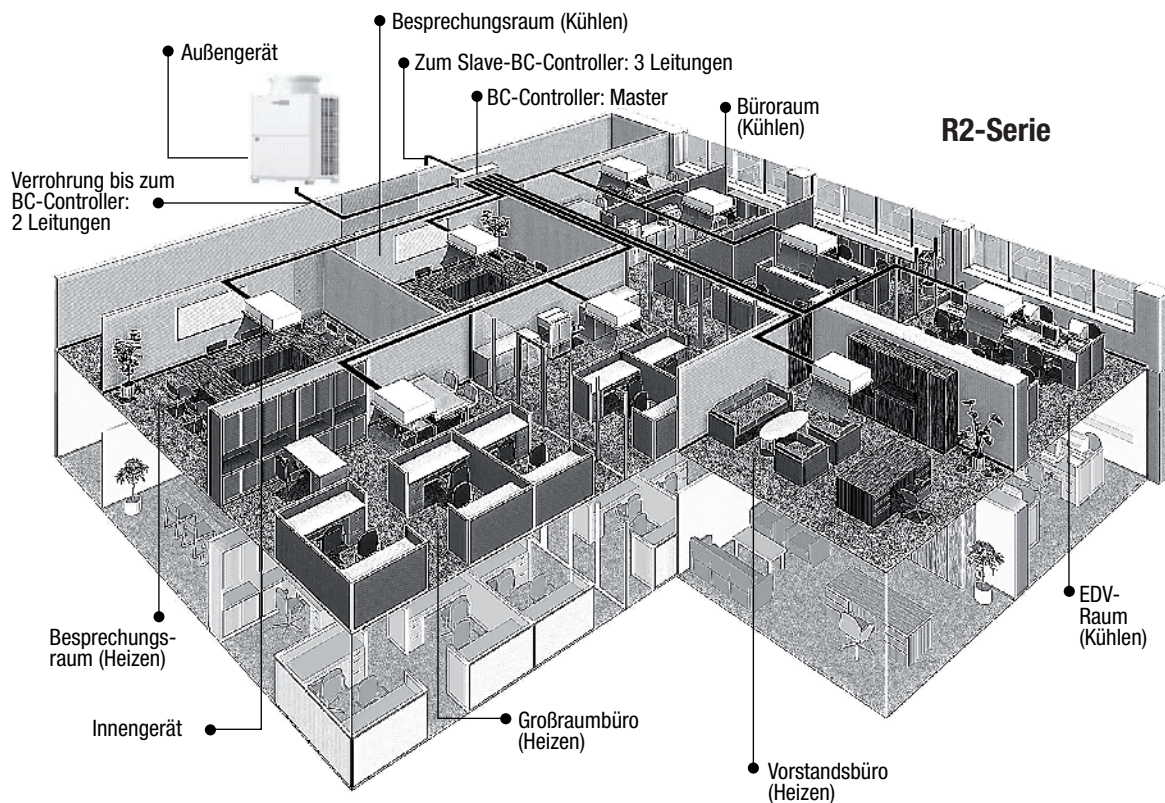 Besprechungsraum (Kühlen)
Außengerät
Zum Slave-BC-Controller: 3 Leitungen
BC-Controller: Master
Büroraum
(Kühlen)
R2-Serie
Verrohrung bis zum
BC-Controller:
2 Leitungen
EDV-
Raum
(Kühlen)
Besprechungs-
raum (Heizen)
Innengerät
Großraumbüro
(Heizen)
Vorstandsbüro
(Heizen)